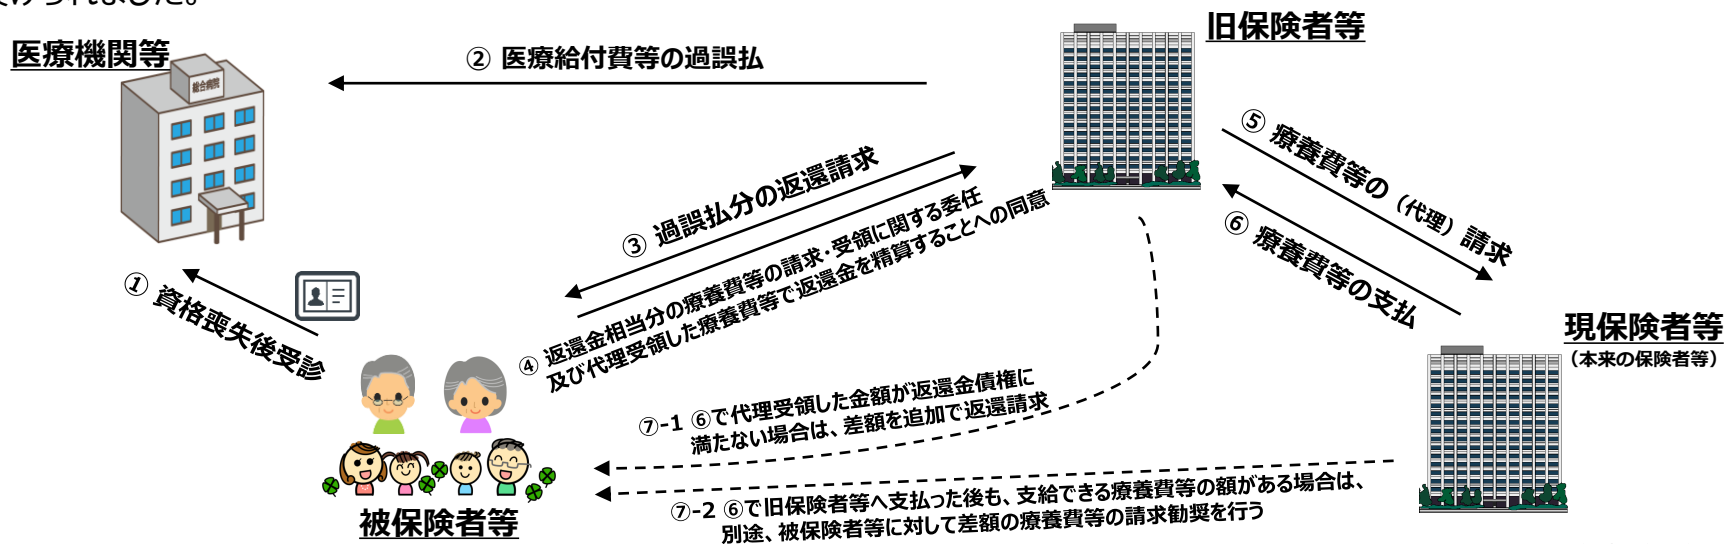 受けられました。
旧保険者等
医療機関等
② 医療給付費等の過誤払
総合病院
⑤ 療養費等の（代理）請求
③ 過誤払分の返還請求
⑥ 療養費等の支払
① 資格喪失後受診
④ 返還金相当分の療養費等の請求・受領に関する委任
及び代理受領した療養費等で返還金を精算することへの同意
現保険者等
（本来の保険者等）
⑦-1 ⑥で代理受領した金額が返還金債権に
満たない場合は、差額を追加で返還請求
⑦-2 ⑥で旧保険者等へ支払った後も、支給できる療養費等の額がある場合は、
別途、被保険者等に対して差額の療養費等の請求勧奨を行う
被保険者等